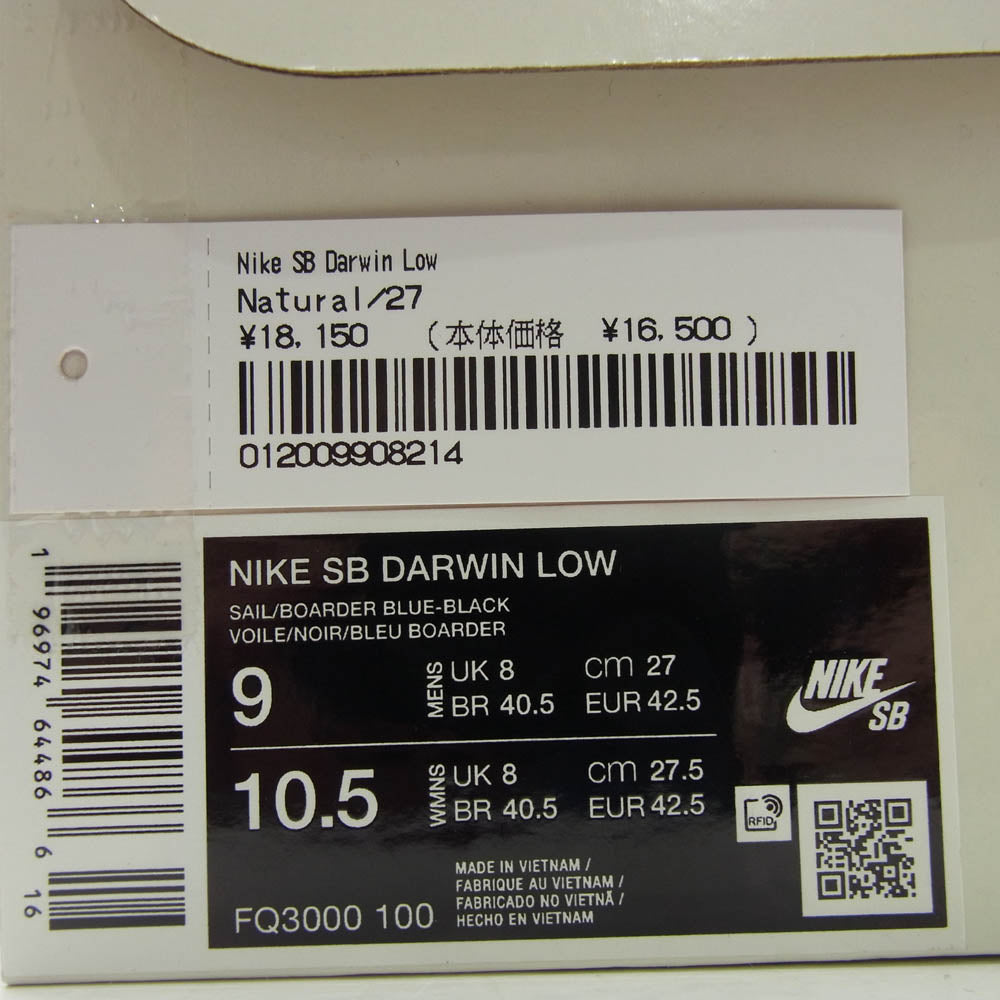 Nike SB Darwin Low
Natural/27
¥18,150 (本体価格 ¥16,500)
012009908214
1 96974 64486 6 16
NIKE SB DARWIN LOW
SAIL/BOARDER BLUE-BLACK
VOILE/NOIR/BLEU BOARDER
9 MENS UK 8 cm 27
BR 40.5 EUR 42.5
10.5 WMNS UK 8 cm 27.5
BR 40.5 EUR 42.5
NIKE
SB
RFID
MADE IN VIETNAM /
FABRIQUE AU VIETNAM /
FABRICADO NO VIETNÃ /
HECHO EN VIETNAM
FQ3000 100